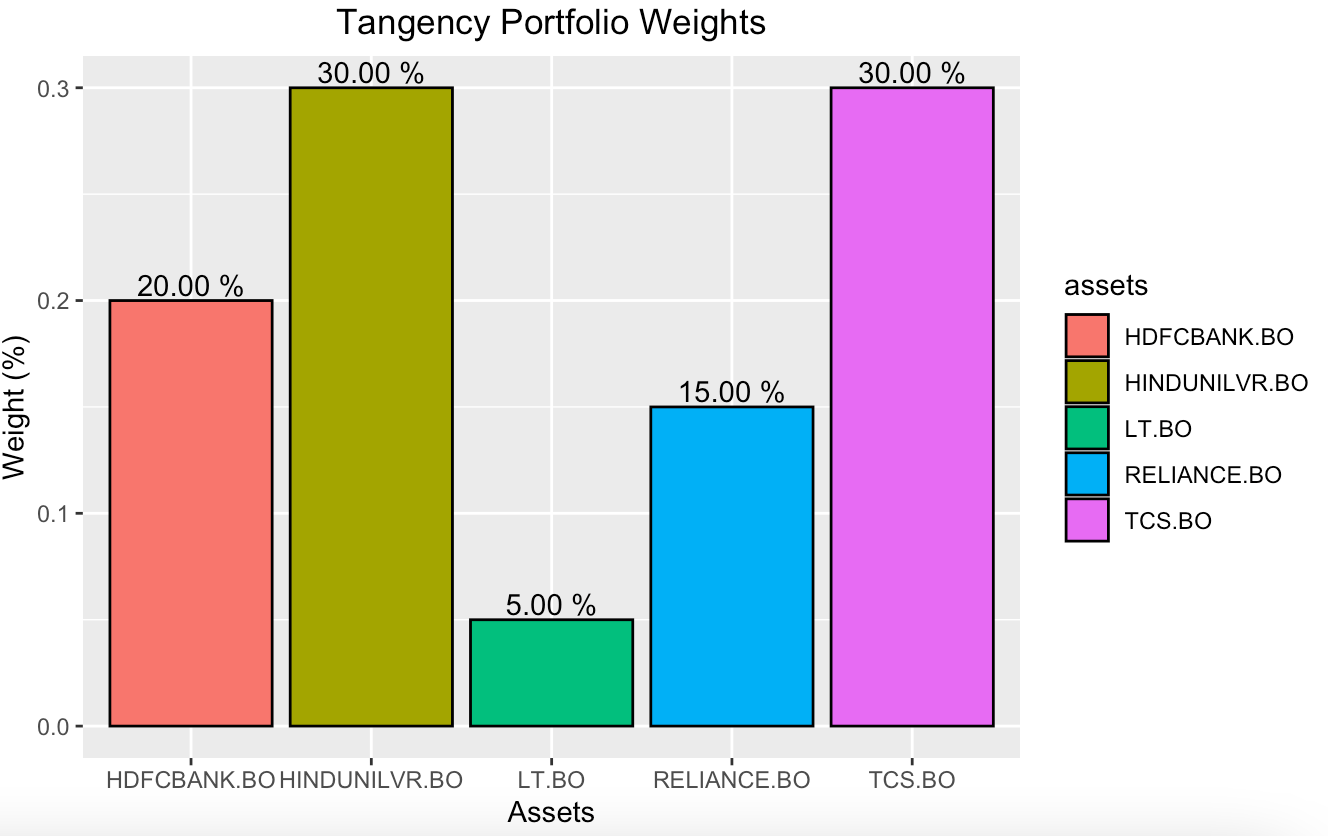 Tangency Portfolio Weights
30.00 %
30.00 %
20.00 %
15.00 %
5.00 %
0.3
0.2
0.1
0.0
Weight (%)
HDFCBANK.BO
HINDUNILVR.BO
LT.BO
RELIANCE.BO
TCS.BO
Assets
assets
HDFCBANK.BO
HINDUNILVR.BO
LT.BO
RELIANCE.BO
TCS.BO